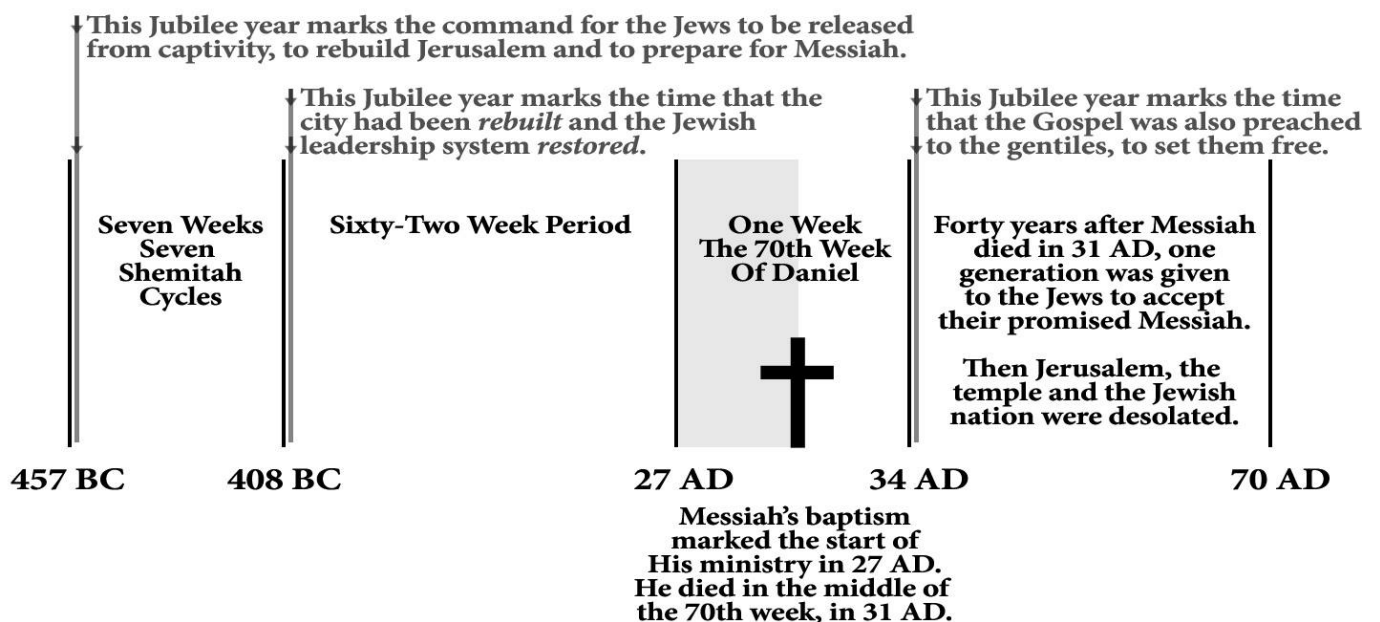 This Jubilee year marks the command for the Jews to be released
from captivity, to rebuild Jerusalem and to prepare for Messiah.
This Jubilee year marks the time that the
city had been rebuilt and the Jewish
leadership system restored.
This Jubilee year marks the time
that the Gospel was also preached
to the gentiles, to set them free.
Seven Weeks
Seven
Shemitah
Cycles
Sixty-Two Week Period
One Week
The 70th Week
Of Daniel
Forty years after Messiah
died in 31 AD, one
generation was given
to the Jews to accept
their promised Messiah.
Then Jerusalem, the
temple and the Jewish
nation were desolated.
457 BC
408 BC
27 AD
34 AD
70 AD
Messiah’s baptism
marked the start of
His ministry in 27 AD.
He died in the middle of
the 70th week, in 31 AD.